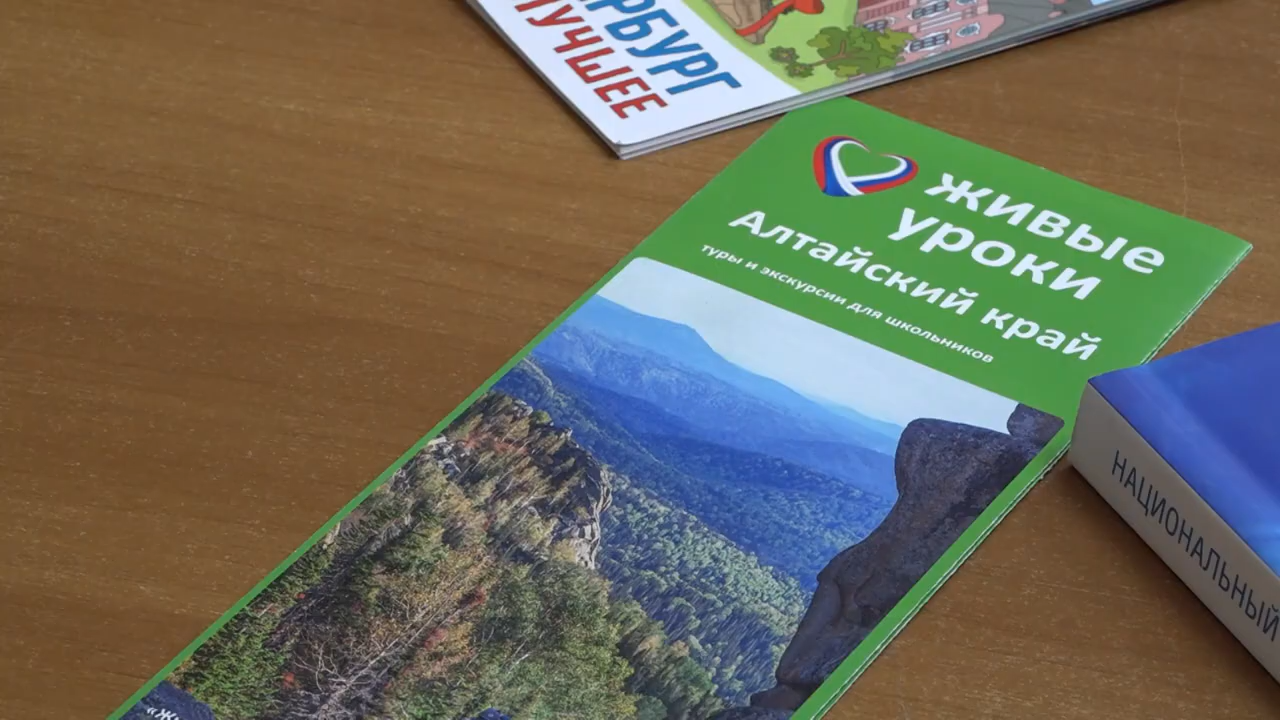 РБУРГ
ЛУЧШЕЕ
живые
уроки
Алтайский край
туры и экскурсии для школьников
НАЦИОНАЛЬНЫЙ